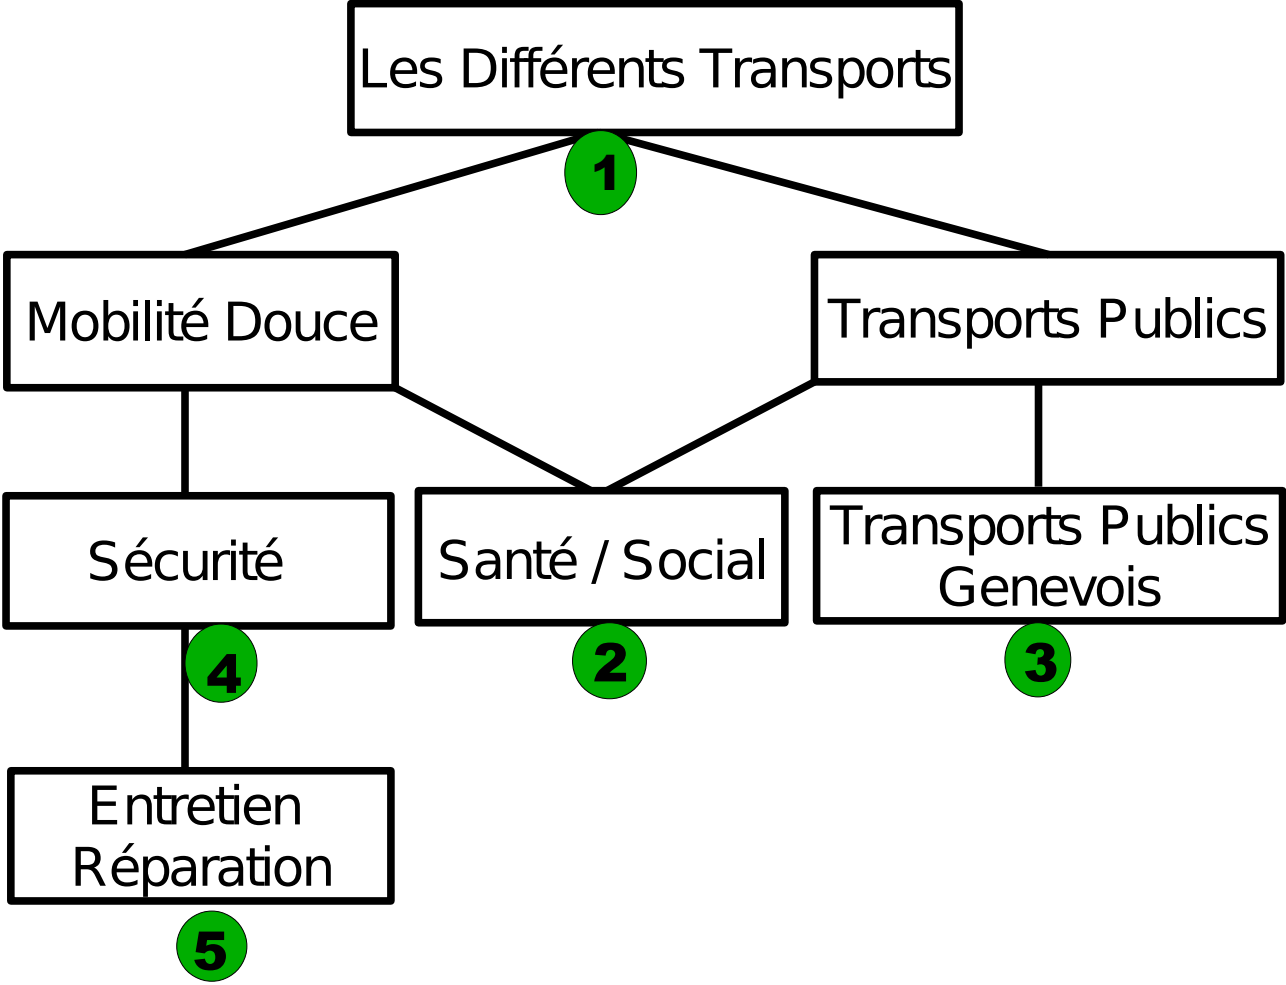 Les Différents Transports
1
Mobilité Douce
Transports Publics
Sécurité
Santé / Social
Transports Publics
Genevois
4
2
3
Entretien
Réparation
5